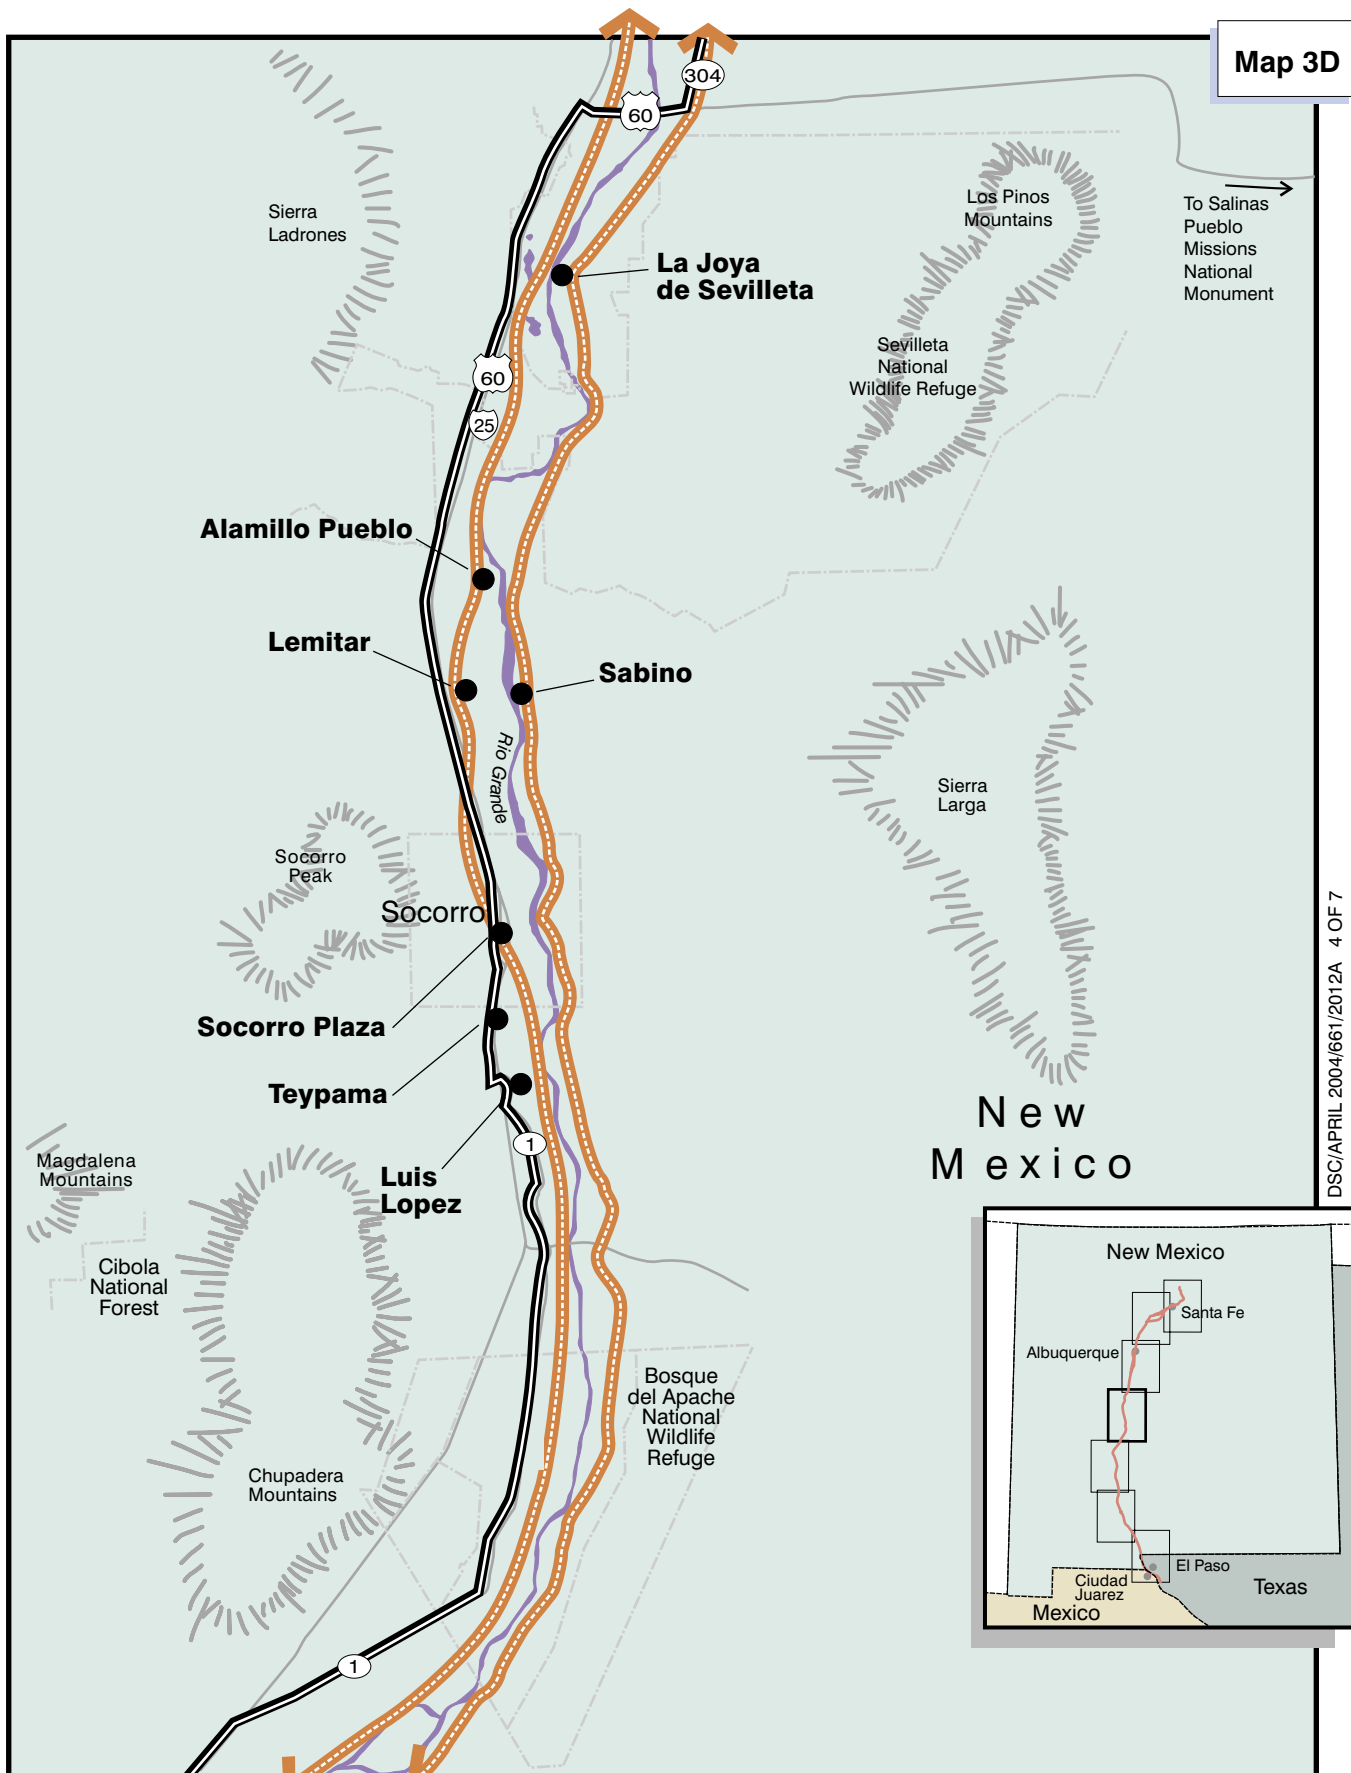 Map 3D
304
60
Sierra
Ladrones
Los Pinos
Mountains
To Salinas
Pueblo
Missions
National
Monument
La Joya
de Sevilleta
Sevilleta
National
Wildlife Refuge
60
25
Alamillo Pueblo
Lemitar
Sabino
Rio Grande
Sierra
Larga
Socorro
Peak
Socorro
Socorro Plaza
Teypama
Luis
Lopez
1
New
Mexico
Magdalena
Mountains
Cibola
National
Forest
Bosque
del Apache
National
Wildlife
Refuge
Chupadera
Mountains
1
DSC/APRIL 2004/661/2012A 4 OF 7
New Mexico
Santa Fe
Albuquerque
El Paso
Ciudad
Juarez
Texas
Mexico